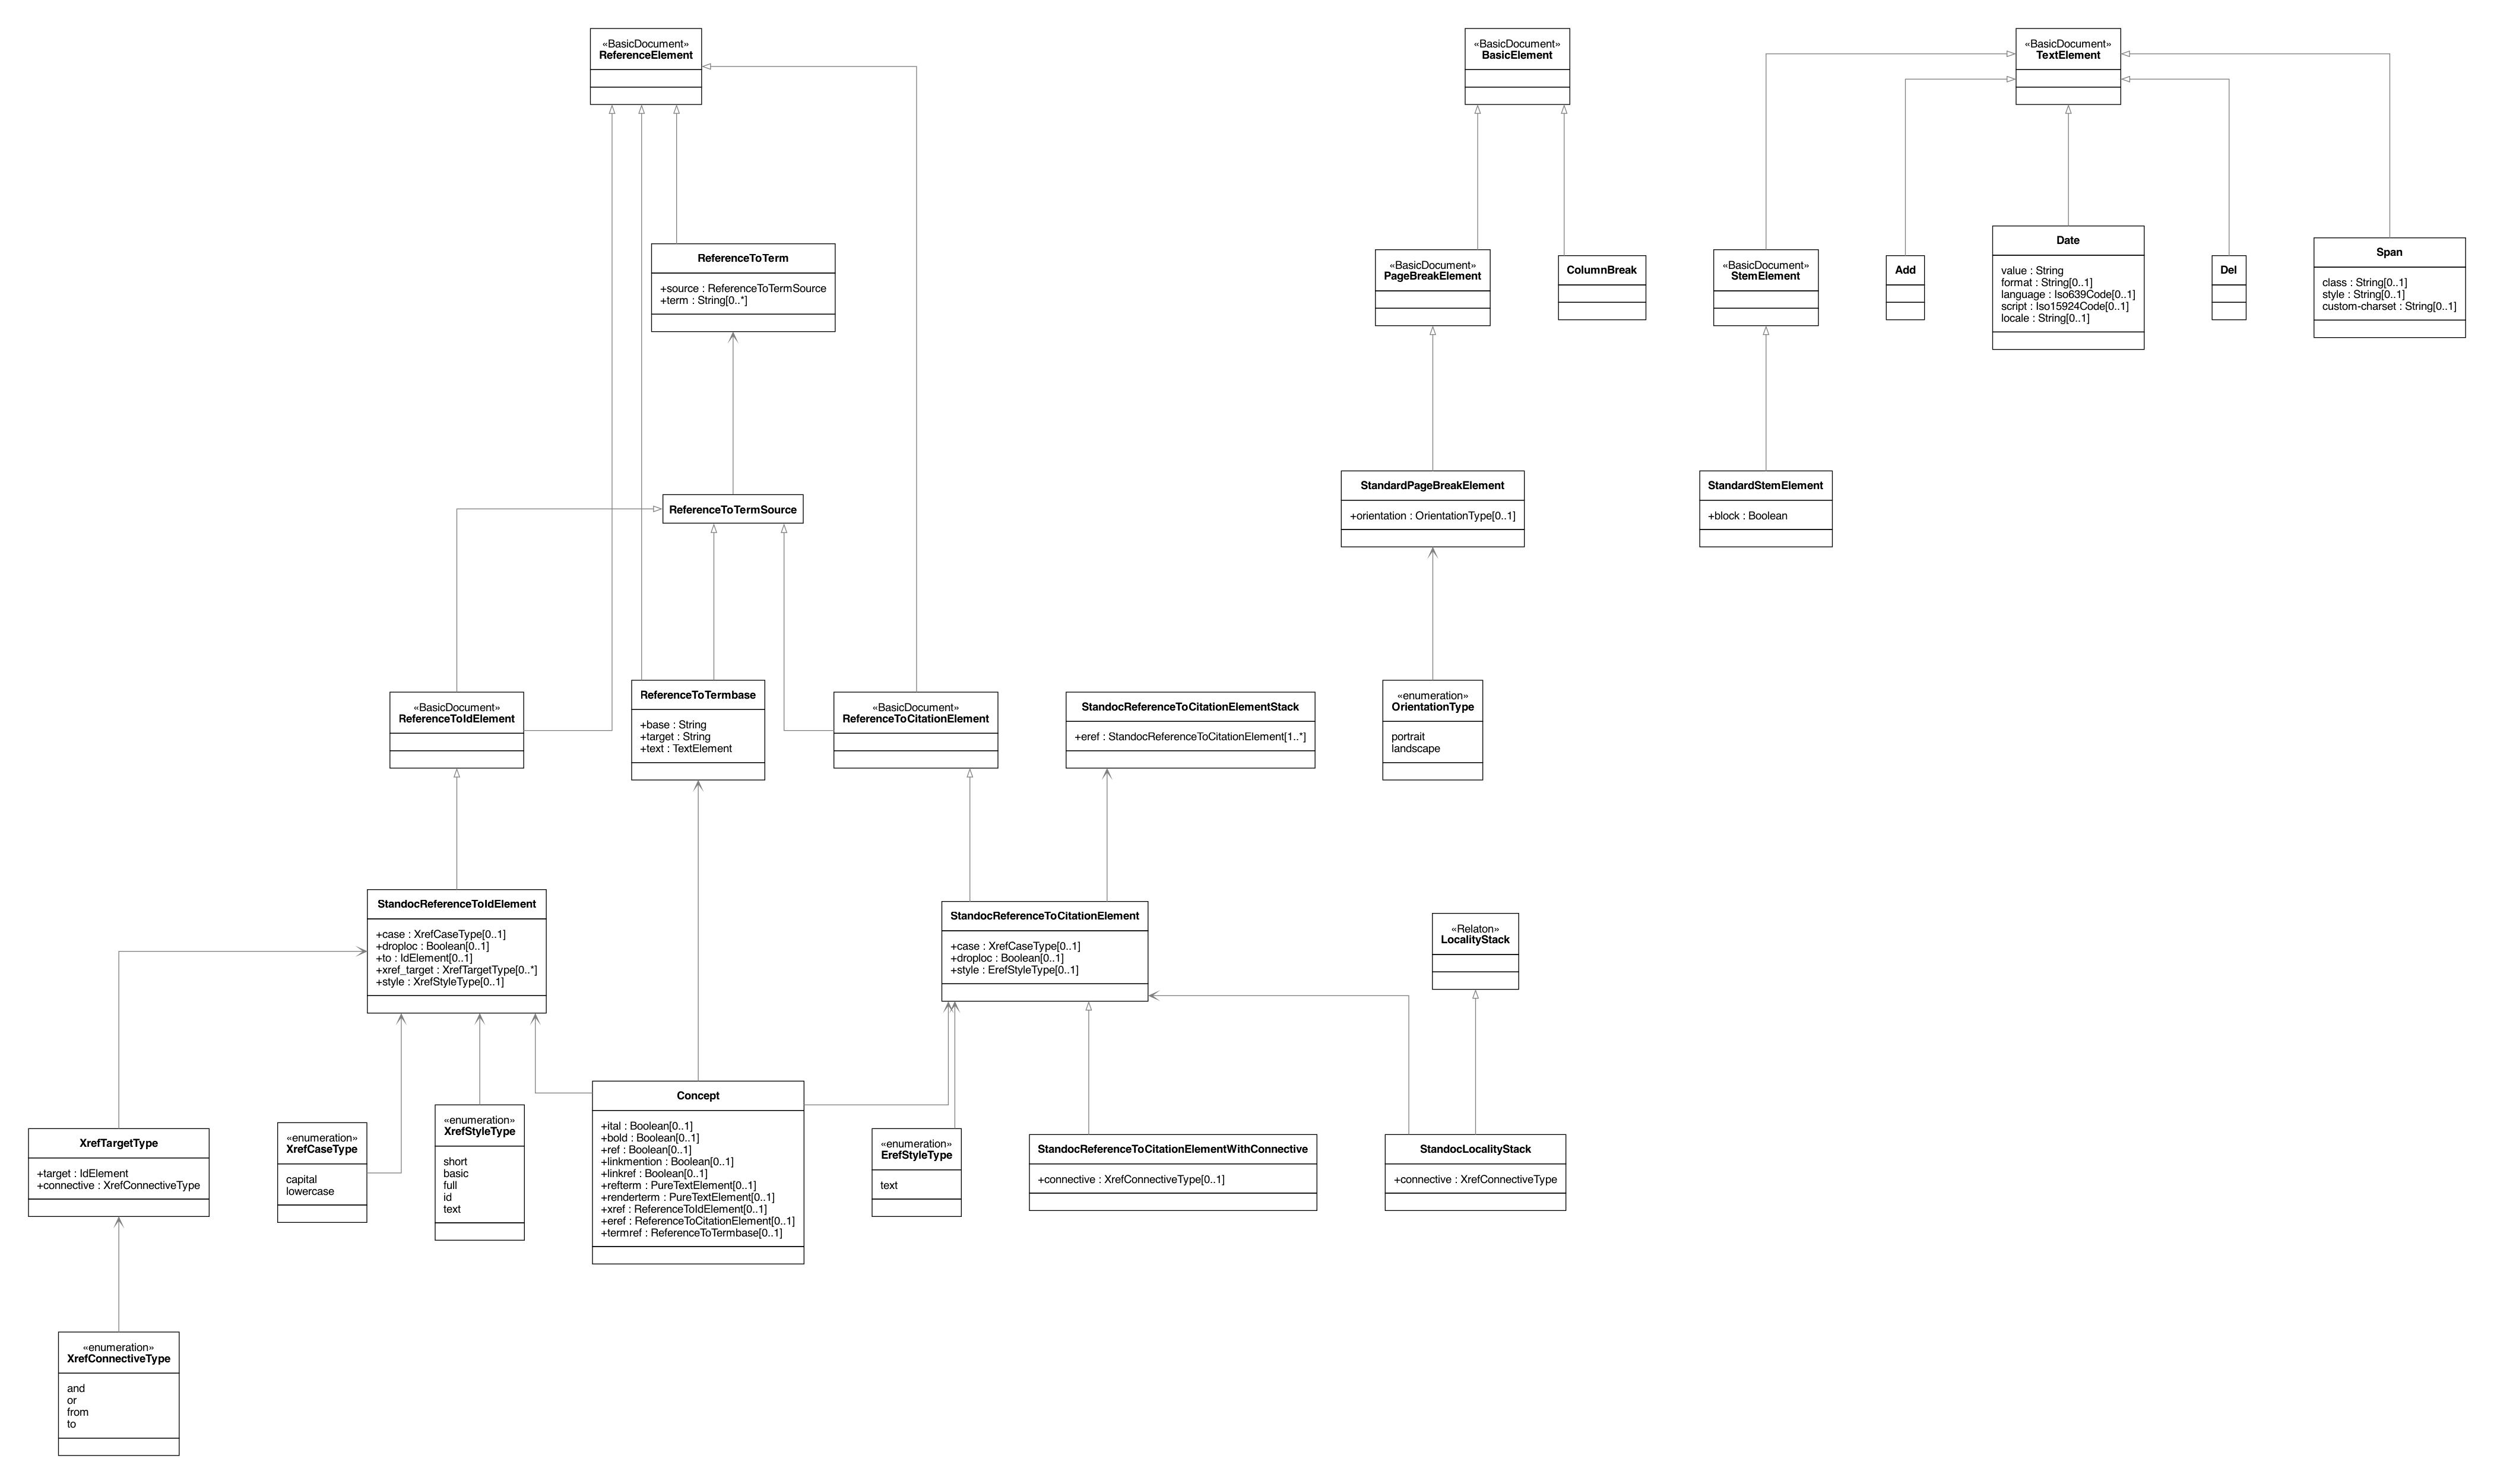 «BasicDocument»
ReferenceElement
«BasicDocument»
BasicElement
«BasicDocument»
TextElement
ReferenceToTerm
+source : ReferenceToTermSource
+term : String[0..*]
«BasicDocument»
PageBreakElement
ColumnBreak
«BasicDocument»
StemElement
Add
Date
value : String
format : String[0..1]
language : Iso639Code[0..1]
script : Iso15924Code[0..1]
locale : String[0..1]
Del
Span
class : String[0..1]
style : String[0..1]
custom-charset : String[0..1]
ReferenceToTermSource
StandardPageBreakElement
+orientation : OrientationType[0..1]
StandardStemElement
+block : Boolean
«BasicDocument»
ReferenceToIdElement
ReferenceToTermbase
+base : String
+target : String
+text : TextElement
«BasicDocument»
ReferenceToCitationElement
StandocReferenceToCitationElementStack
+eref : StandocReferenceToCitationElement[1..*]
«enumeration»
OrientationType
portrait
landscape
StandocReferenceToIdElement
+case : XrefCaseType[0..1]
+droploc : Boolean[0..1]
+to : IdElement[0..1]
+xref_target : XrefTargetType[0..*]
+style : XrefStyleType[0..1]
StandocReferenceToCitationElement
+case : XrefCaseType[0..1]
+droploc : Boolean[0..1]
+style : ErefStyleType[0..1]
«Relaton»
LocalityStack
XrefTargetType
+target : IdElement
+connective : XrefConnectiveType
«enumeration»
XrefCaseType
capital
lowercase
«enumeration»
XrefStyleType
short
basic
full
id
text
Concept
+ital : Boolean[0..1]
+bold : Boolean[0..1]
+ref : Boolean[0..1]
+linkmention : Boolean[0..1]
+linkref : Boolean[0..1]
+refterm : PureTextElement[0..1]
+renderterm : PureTextElement[0..1]
+xref : ReferenceToIdElement[0..1]
+eref : ReferenceToCitationElement[0..1]
+termref : ReferenceToTermbase[0..1]
«enumeration»
ErefStyleType
text
StandocReferenceToCitationElementWithConnective
+connective : XrefConnectiveType[0..1]
StandocLocalityStack
+connective : XrefConnectiveType
«enumeration»
XrefConnectiveType
and
or
from
to